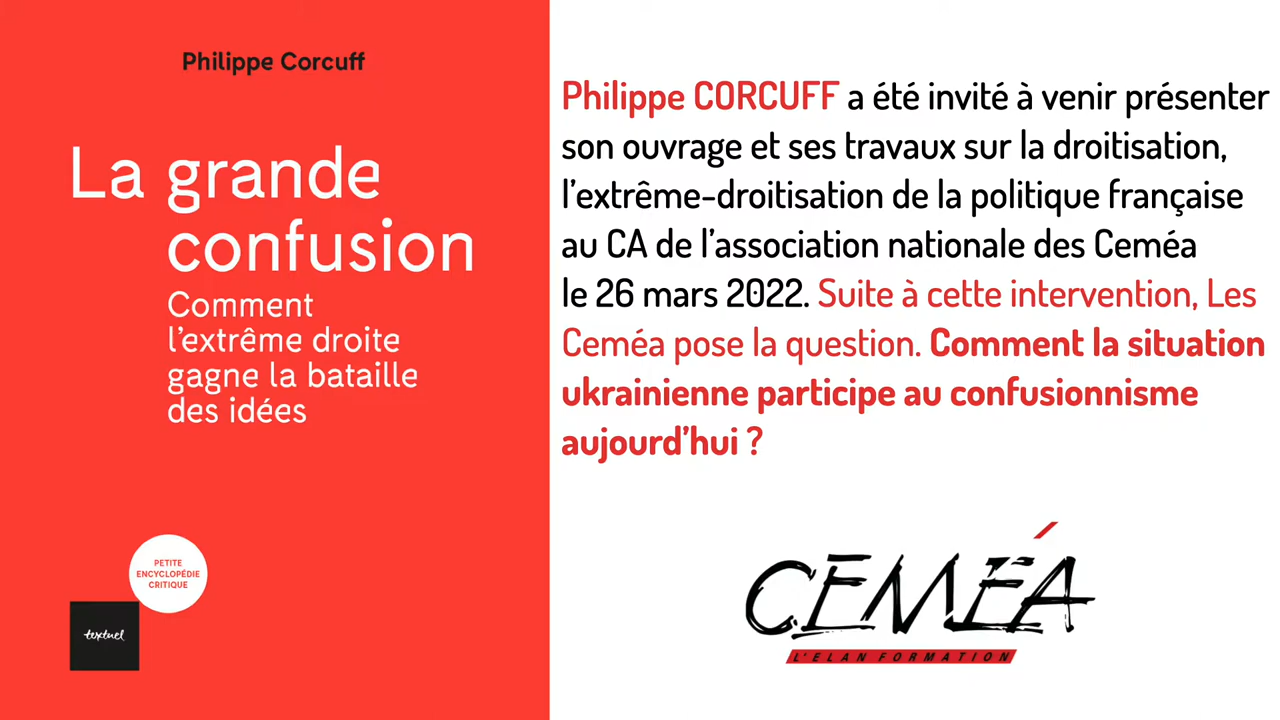 Philippe Corcuff
La grande
confusion
Comment
l'extrême droite
gagne la bataille
des idées
PETITE
ENCYCLOPÉDIE
CRITIQUE
textuel
Philippe CORCUFF a été invité à venir présenter
son ouvrage et ses travaux sur la droitisation,
l'extrême-droitisation de la politique française
au CA de l'association nationale des Ceméa
le 26 mars 2022. Suite à cette intervention, Les
Ceméa pose la question. Comment la situation
ukrainienne participe au confusionnisme
aujourd'hui ?
CEMÉA
L'ELAN FORMATION